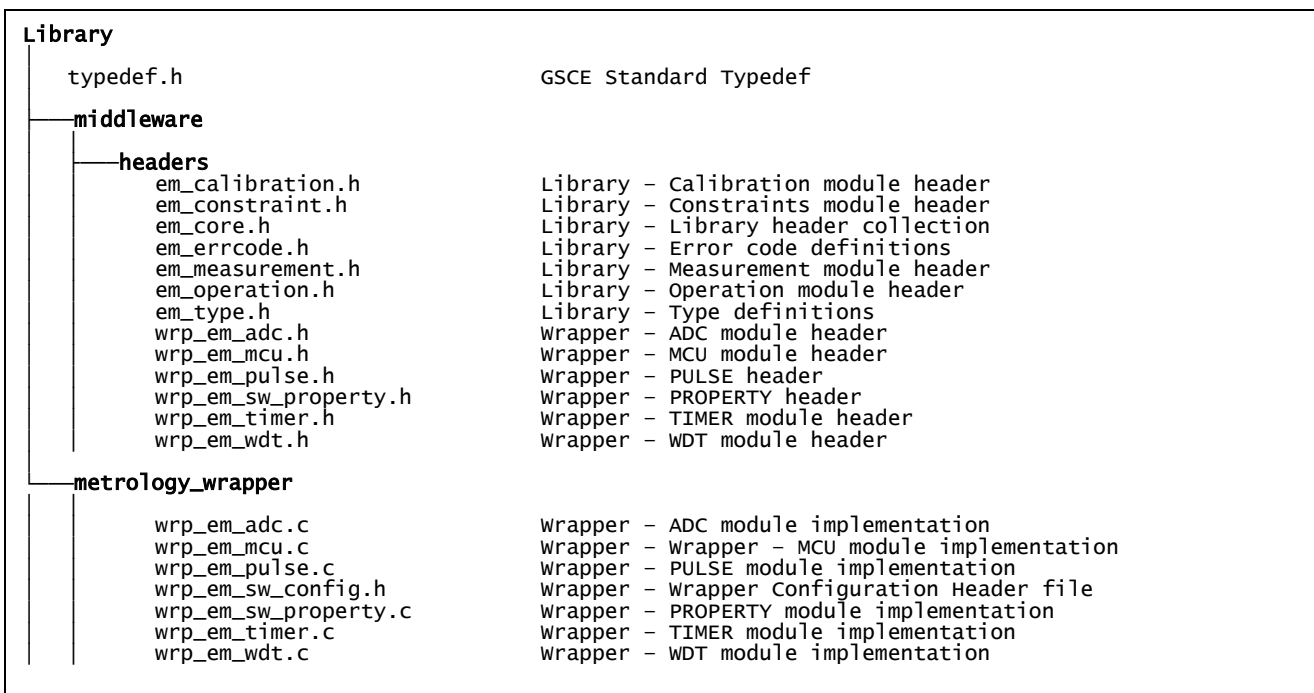 Library
typedef.h GSCE Standard Typedef
middleware
headers
em_calibration.h Library – Calibration module header
em_constraint.h Library – Constraints module header
em_core.h Library – Library header collection
em_errcode.h Library – Error code definitions
em_measurement.h Library – Measurement module header
em_operation.h Library – Operation module header
em_type.h Library – Type definitions
wrp_em_adc.h Wrapper – ADC module header
wrp_em_mcu.h Wrapper – MCU module header
wrp_em_pulse.h Wrapper – PULSE header
wrp_em_sw_property.h Wrapper – PROPERTY header
wrp_em_timer.h Wrapper – TIMER module header
wrp_em_wdt.h Wrapper – WDT module header
metrology_wrapper
wrp_em_adc.c Wrapper – ADC module implementation
wrp_em_mcu.c Wrapper – Wrapper – MCU module implementation
wrp_em_pulse.c Wrapper – PULSE module implementation
wrp_em_sw_config.h Wrapper – Wrapper Configuration Header file
wrp_em_sw_property.c Wrapper – PROPERTY module implementation
wrp_em_timer.c Wrapper – TIMER module implementation
wrp_em_wdt.c Wrapper – WDT module implementation